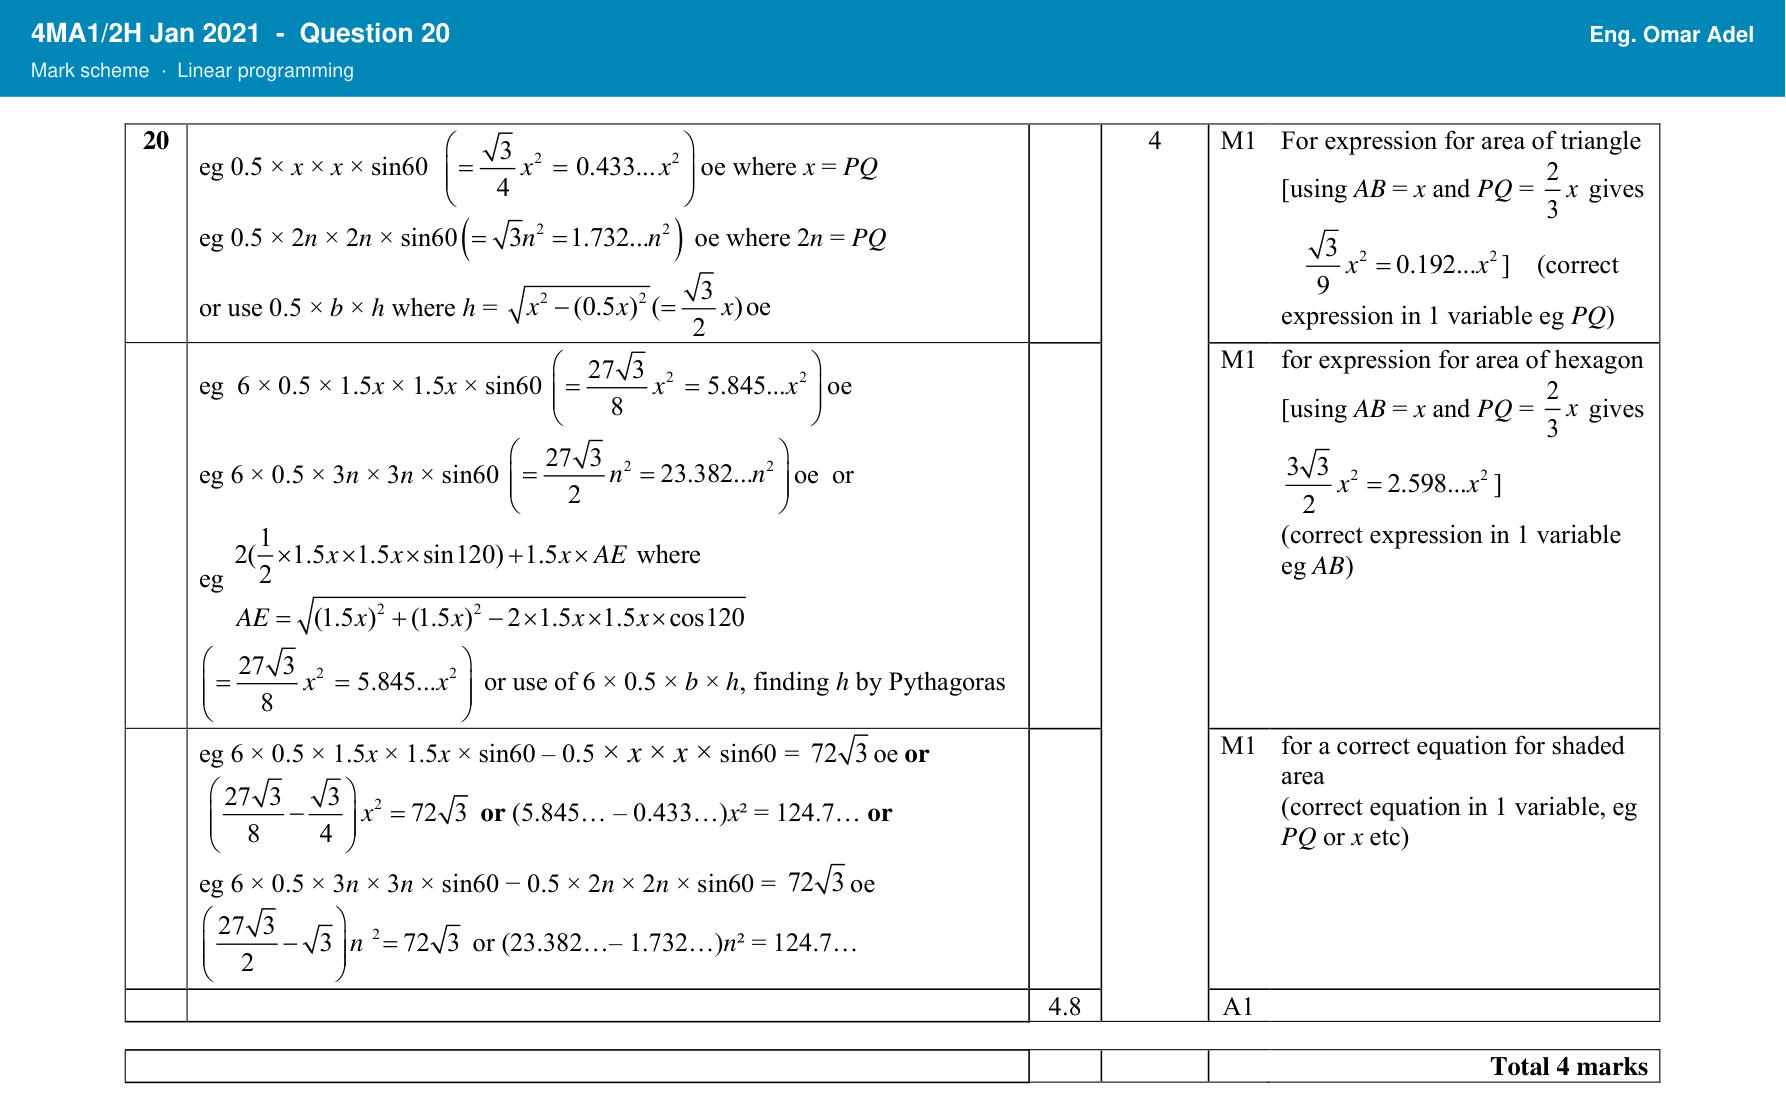 4MA1/2H Jan 2021 - Question 20
Eng. Omar Adel
Mark scheme · Linear programming
20
eg 0.5 × x × x × sin60 (= √3/4 x² = 0.433...x²) oe where x = PQ
eg 0.5 × 2n × 2n × sin60 (= √3n² = 1.732...n²) oe where 2n = PQ
or use 0.5 × b × h where h = √(x² − (0.5x)²) (= √3/2 x) oe
4
M1 For expression for area of triangle
[using AB = x and PQ = 2/3 x gives
√3/9 x² = 0.192...x² ] (correct
expression in 1 variable eg PQ)
eg 6 × 0.5 × 1.5x × 1.5x × sin60 (= 27√3/8 x² = 5.845...x²) oe
eg 6 × 0.5 × 3n × 3n × sin60 (= 27√3/2 n² = 23.382...n²) oe or
eg 2(1/2 × 1.5x × 1.5x × sin120) + 1.5x × AE where
AE = √((1.5x)² + (1.5x)² − 2 × 1.5x × 1.5x × cos120)
(= 27√3/8 x² = 5.845...x²) or use of 6 × 0.5 × b × h, finding h by Pythagoras
M1 for expression for area of hexagon
[using AB = x and PQ = 2/3 x gives
3√3/2 x² = 2.598...x² ]
(correct expression in 1 variable
eg AB)
eg 6 × 0.5 × 1.5x × 1.5x × sin60 – 0.5 × x × x × sin60 = 72√3 oe or
(27√3/8 − √3/4) x² = 72√3 or (5.845… – 0.433…)x² = 124.7… or
eg 6 × 0.5 × 3n × 3n × sin60 − 0.5 × 2n × 2n × sin60 = 72√3 oe
(27√3/2 − √3) n ² = 72√3 or (23.382…– 1.732…)n² = 124.7…
M1 for a correct equation for shaded
area
(correct equation in 1 variable, eg
PQ or x etc)
4.8
A1
Total 4 marks